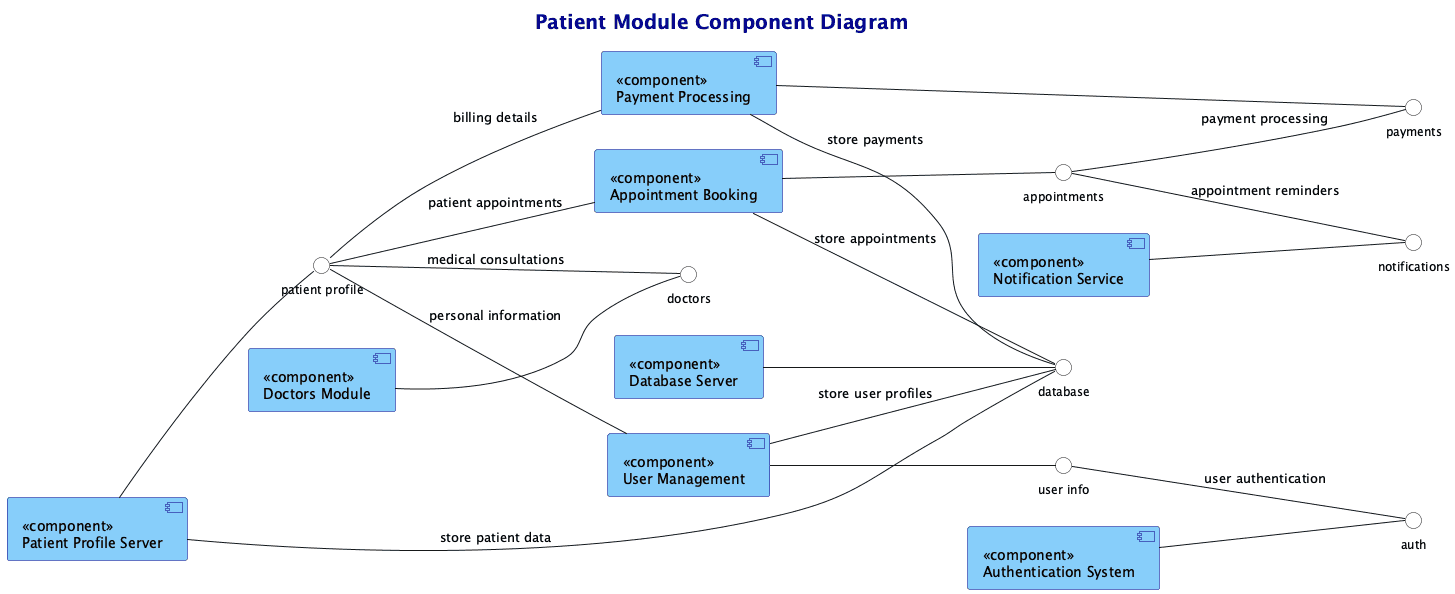 Patient Module Component Diagram
«component»
Payment Processing
billing details
payment processing
payments
store payments
«component»
Appointment Booking
appointments
appointment reminders
patient appointments
store appointments
«component»
Notification Service
notifications
medical consultations
patient profile
doctors
personal information
«component»
Doctors Module
«component»
Database Server
store user profiles
database
«component»
User Management
user info
user authentication
«component»
Patient Profile Server
store patient data
auth
«component»
Authentication System